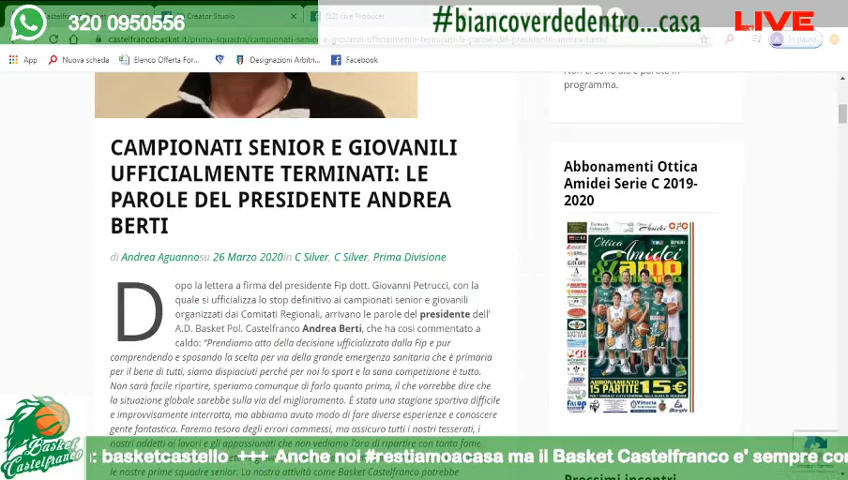 320 0950556
#biancoverdedentro...casa
LIVE
Creator Studio
Live Producer
castelfrancobasket.it/prima-squadra/campionati-senior-e-giovanili-ufficialmente-terminati-le-parole-del-presidente-andrea-berti/
App
Nuova scheda
Elenco Offerta For...
Designazioni Arbitri...
Facebook
Non ci sono altre partite in
programma.
CAMPIONATI SENIOR E GIOVANILI
UFFICIALMENTE TERMINATI: LE
PAROLE DEL PRESIDENTE ANDREA
BERTI
di Andrea Aguannosu 26 Marzo 2020in C Silver, C Silver, Prima Divisione
Dopo la lettera a firma del presidente Fip dott. Giovanni Petrucci, con la
quale si ufficializza lo stop definitivo ai campionati senior e giovanili
organizzati dai Comitati Regionali, arrivano le parole del presidente dell'
A.D. Basket Pol. Castelfranco Andrea Berti, che ha così commentato a
caldo: "Prendiamo atto della decisione ufficializzata dalla Fip e pur
comprendendo e sposando la scelta per via della grande emergenza sanitaria che è primaria
per il bene di tutti, siamo dispiaciuti perché per noi lo sport e la sana competizione è tutto.
Non sarà facile ripartire, speriamo comunque di farlo quanto prima, il che vorrebbe dire che
la situazione globale sarebbe sulla via del miglioramento. È stata una stagione sportiva difficile
e improvvisamente interrotta, ma abbiamo avuto modo di fare diverse esperienze e conoscere
gente fantastica. Faremo tesoro degli errori commessi, ma assicuro tutti i nostri tesserati, i
nostri addetti ai lavori e gli appassionati che non vediamo l'ora di ripartire con tanta fame
le nostre prime squadre senior. La nostra attività come Basket Castelfranco potrebbe
Abbonamenti Ottica
Amidei Serie C 2019-
2020
Ottica
Amidei
ABBONAMENTO
15 PARTITE 15€
Prossimi incontri
Basket
Castelfranco
: basketcastello +++ Anche noi #restiamoacasa ma il Basket Castelfranco e' sempre con